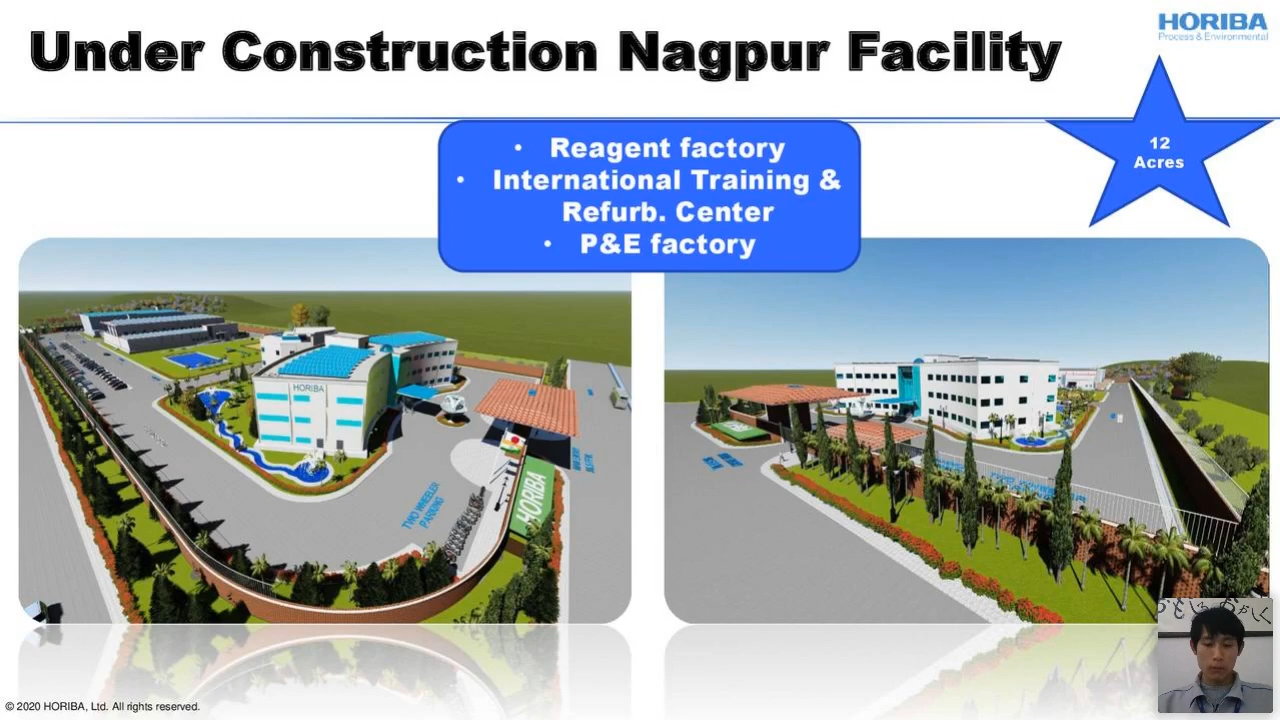 Under Construction Nagpur Facility
HORIBA
Process & Environmental
12
Acres
• Reagent factory
• International Training &
Refurb. Center
• P&E factory
HORIBA
TWO WHEELER
PARKING
HORIBA
© 2020 HORIBA, Ltd. All rights reserved.